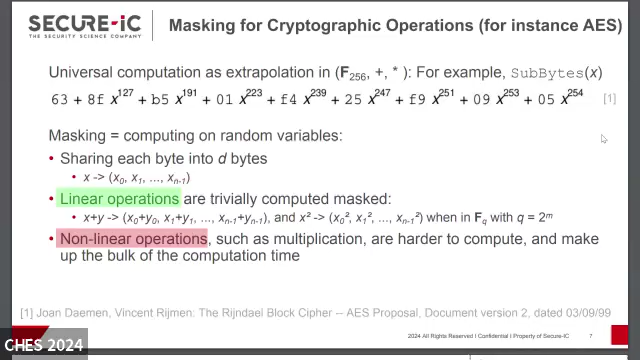 SECURE-IC
THE SECURITY SCIENCE COMPANY
Masking for Cryptographic Operations (for instance AES)
Universal computation as extrapolation in (F₂₅₆, +, * ): For example, SubBytes(x)
63 + 8f x¹²⁷ + b5 x¹⁹¹ + 01 x²²³ + f4 x²³⁹ + 25 x²⁴⁷ + f9 x²⁵¹ + 09 x²⁵³ + 05 x²⁵⁴ [1]
Masking = computing on random variables:
• Sharing each byte into d bytes
• x -> (x₀, x₁, ..., xₙ₋₁)
• Linear operations are trivially computed masked:
• x+y -> (x₀+y₀, x₁+y₁, ..., xₙ₋₁+yₙ₋₁), and x² -> (x₀², x₁², ..., xₙ₋₁²) when in F_q with q = 2ᵐ
• Non-linear operations, such as multiplication, are harder to compute, and make
up the bulk of the computation time
[1] Joan Daemen, Vincent Rijmen: The Rijndael Block Cipher -- AES Proposal, Document version 2, dated 03/09/99
2024 All Rights Reserved I Confidential I Property of Secure-IC 7
CHES 2024